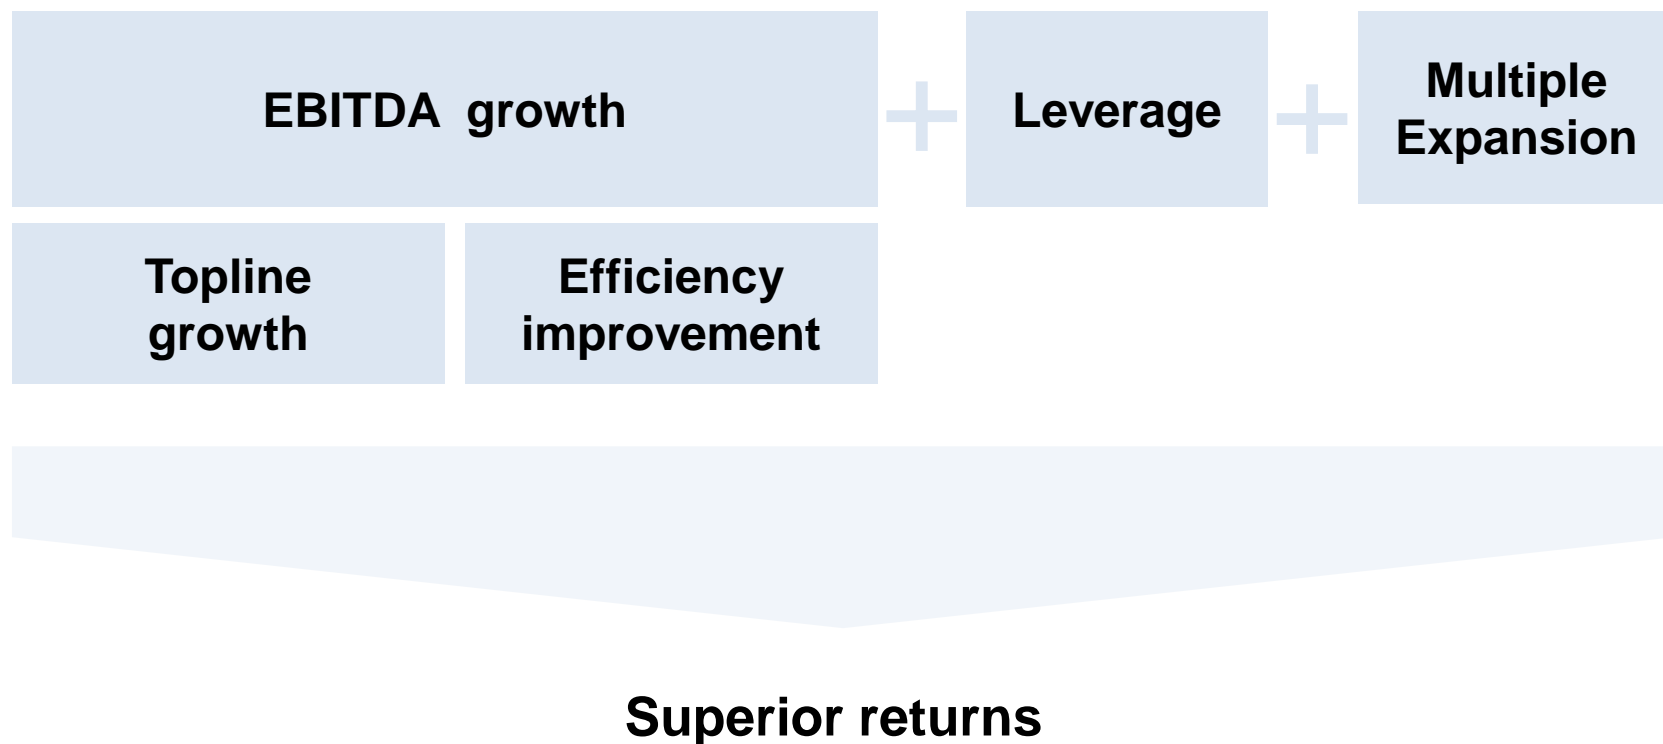 EBITDA growth
Leverage
Multiple
Expansion
Topline
growth
Efficiency
improvement
Superior returns